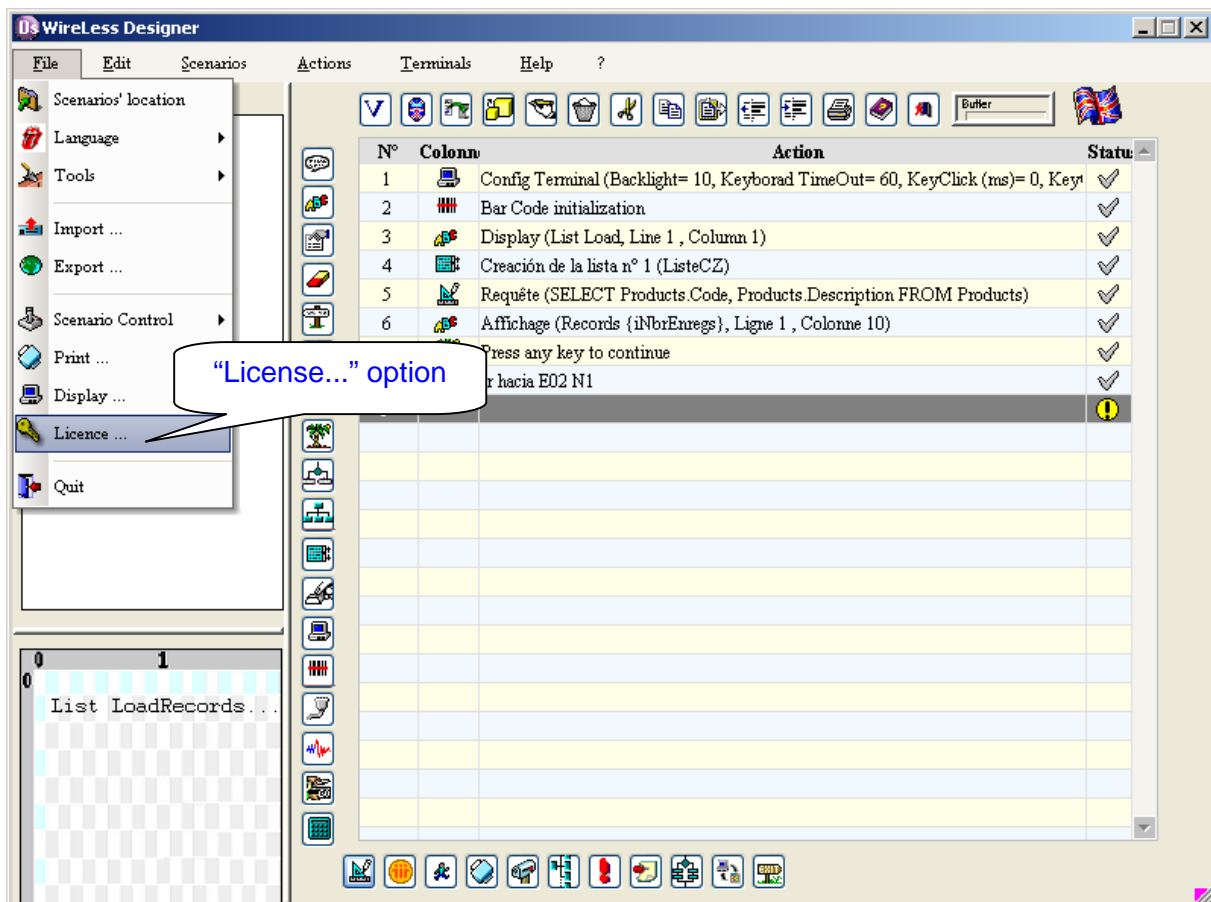 Ds WireLess Designer
File Edit Scenarios Actions Terminals Help ?
Scenarios' location
Language
Tools
Import ...
Export ...
Scenario Control
Print ...
Display ...
Licence ...
Quit
“License...” option
Buffer
N° Colonn Action Statu
1 Config Terminal (Backlight= 10, Keyborad TimeOut= 60, KeyClick (ms)= 0, Key
2 Bar Code initialization
3 Display (List Load, Line 1 , Column 1)
4 Creación de la lista n° 1 (ListeCZ)
5 Requête (SELECT Products.Code, Products.Description FROM Products)
6 Affichage (Records {iNbrEnregs}, Ligne 1 , Colonne 10)
Press any key to continue
r hacia E02 N1
0 1
0
List LoadRecords...
EXIT